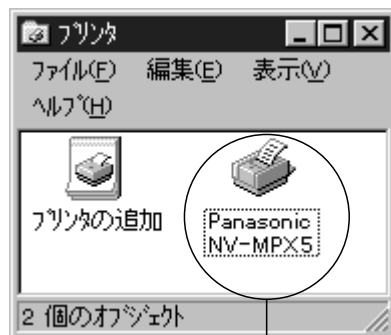 プリンタ
ファイル(F) 編集(E) 表示(V)
ヘルプ(H)
プリンタの追加
Panasonic
NV-MPX5
2 個のオブジェクト